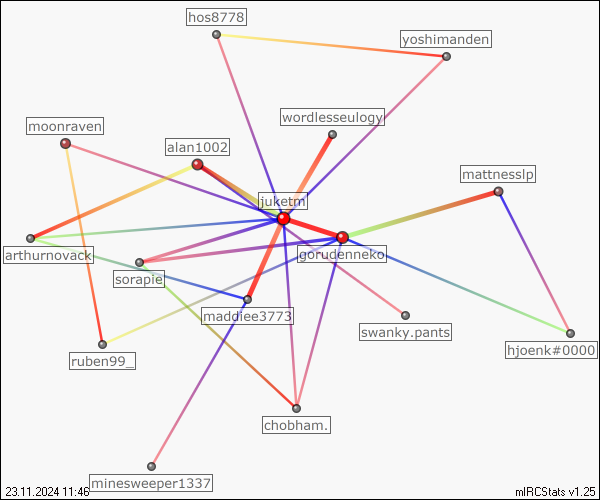 hos8778
yoshimanden
wordlesseulogy
moonraven
alan1002
mattnesslp
juketm
arthurnovack
gorudenneko
sorapie
maddiee3773
swanky.pants
ruben99_
hjoenk#0000
chobham.
minesweeper1337
23.11.2024 11:46
mIRCStats v1.25